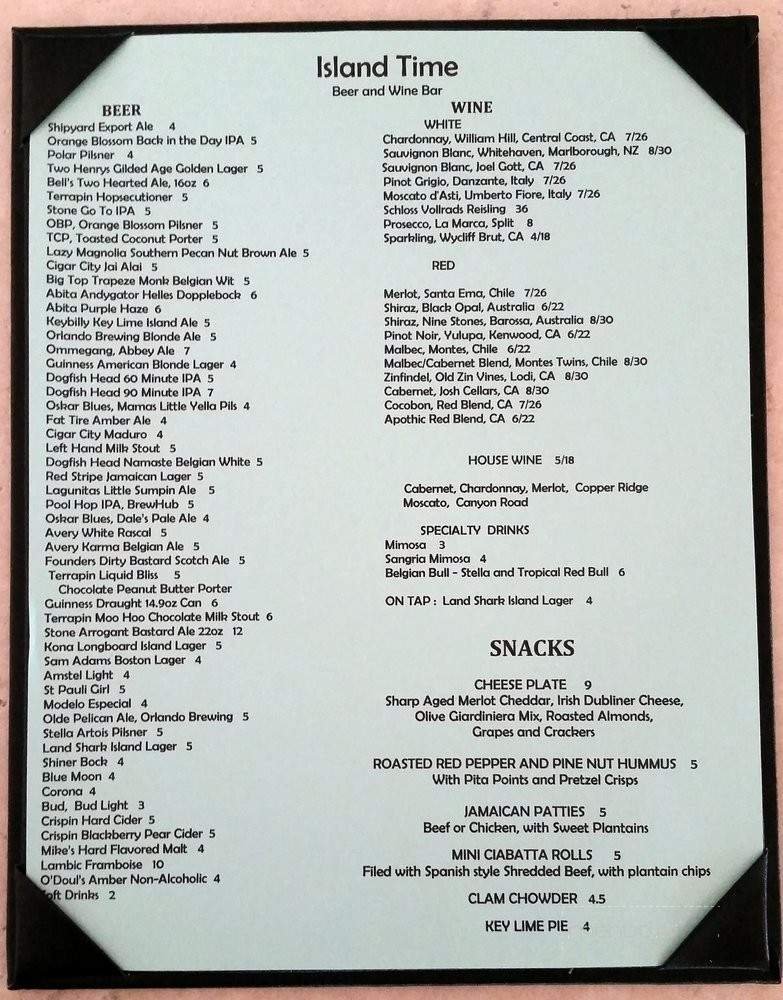 Island Time
Beer and Wine Bar
BEER
Shipyard Export Ale 4
Orange Blossom Back in the Day IPA 5
Polar Pilsner 4
Two Henrys Gilded Age Golden Lager 5
Bell's Two Hearted Ale, 16oz 6
Terrapin Hopsecutioner 5
Stone Go To IPA 5
OBP, Orange Blossom Pilsner 5
TCP, Toasted Coconut Porter 5
Lazy Magnolia Southern Pecan Nut Brown Ale 5
Cigar City Jai Alai 5
Big Top Trapeze Monk Belgian Wit 5
Abita Andygator Helles Dopplebock 6
Abita Purple Haze 6
Keybilly Key Lime Island Ale 5
Orlando Brewing Blonde Ale 5
Ommegang, Abbey Ale 7
Guinness American Blonde Lager 4
Dogfish Head 60 Minute IPA 5
Dogfish Head 90 Minute IPA 7
Oskar Blues, Mamas Little Yella Pils 4
Fat Tire Amber Ale 4
Cigar City Maduro 4
Left Hand Milk Stout 5
Dogfish Head Namaste Belgian White 5
Red Stripe Jamaican Lager 5
Lagunitas Little Sumpin Ale 5
Pool Hop IPA, BrewHub 5
Oskar Blues, Dale's Pale Ale 4
Avery White Rascal 5
Avery Karma Belgian Ale 5
Founders Dirty Bastard Scotch Ale 5
Terrapin Liquid Bliss 5
Chocolate Peanut Butter Porter
Guinness Draught 14.9oz Can 6
Terrapin Moo Hoo Chocolate Milk Stout 6
Stone Arrogant Bastard Ale 22oz 12
Kona Longboard Island Lager 5
Sam Adams Boston Lager 4
Amstel Light 4
St Pauli Girl 5
Modelo Especial 4
Olde Pelican Ale, Orlando Brewing 5
Stella Artois Pilsner 5
Land Shark Island Lager 5
Shiner Bock 4
Blue Moon 4
Corona 4
Bud, Bud Light 3
Crispin Hard Cider 5
Crispin Blackberry Pear Cider 5
Mike's Hard Flavored Malt 4
Lambic Framboise 10
O'Doul's Amber Non-Alcoholic 4
oft Drinks 2
WINE
WHITE
Chardonnay, William Hill, Central Coast, CA 7/26
Sauvignon Blanc, Whitehaven, Marlborough, NZ 8/30
Sauvignon Blanc, Joel Gott, CA 7/26
Pinot Grigio, Danzante, Italy 7/26
Moscato d'Asti, Umberto Fiore, Italy 7/26
Schloss Vollrads Reisling 36
Prosecco, La Marca, Split 8
Sparkling, Wycliff Brut, CA 4/18
RED
Merlot, Santa Ema, Chile 7/26
Shiraz, Black Opal, Australia 6/22
Shiraz, Nine Stones, Barossa, Australia 8/30
Pinot Noir, Yulupa, Kenwood, CA 6/22
Malbec, Montes, Chile 6/22
Malbec/Cabernet Blend, Montes Twins, Chile 8/30
Zinfindel, Old Zin Vines, Lodi, CA 8/30
Cabernet, Josh Cellars, CA 8/30
Cocobon, Red Blend, CA 7/26
Apothic Red Blend, CA 6/22
HOUSE WINE 5/18
Cabernet, Chardonnay, Merlot, Copper Ridge
Moscato, Canyon Road
SPECIALTY DRINKS
Mimosa 3
Sangria Mimosa 4
Belgian Bull - Stella and Tropical Red Bull 6
ON TAP : Land Shark Island Lager 4
SNACKS
CHEESE PLATE 9
Sharp Aged Merlot Cheddar, Irish Dubliner Cheese,
Olive Giardiniera Mix, Roasted Almonds,
Grapes and Crackers
ROASTED RED PEPPER AND PINE NUT HUMMUS 5
With Pita Points and Pretzel Crisps
JAMAICAN PATTIES 5
Beef or Chicken, with Sweet Plantains
MINI CIABATTA ROLLS 5
Filed with Spanish style Shredded Beef, with plantain chips
CLAM CHOWDER 4.5
KEY LIME PIE 4